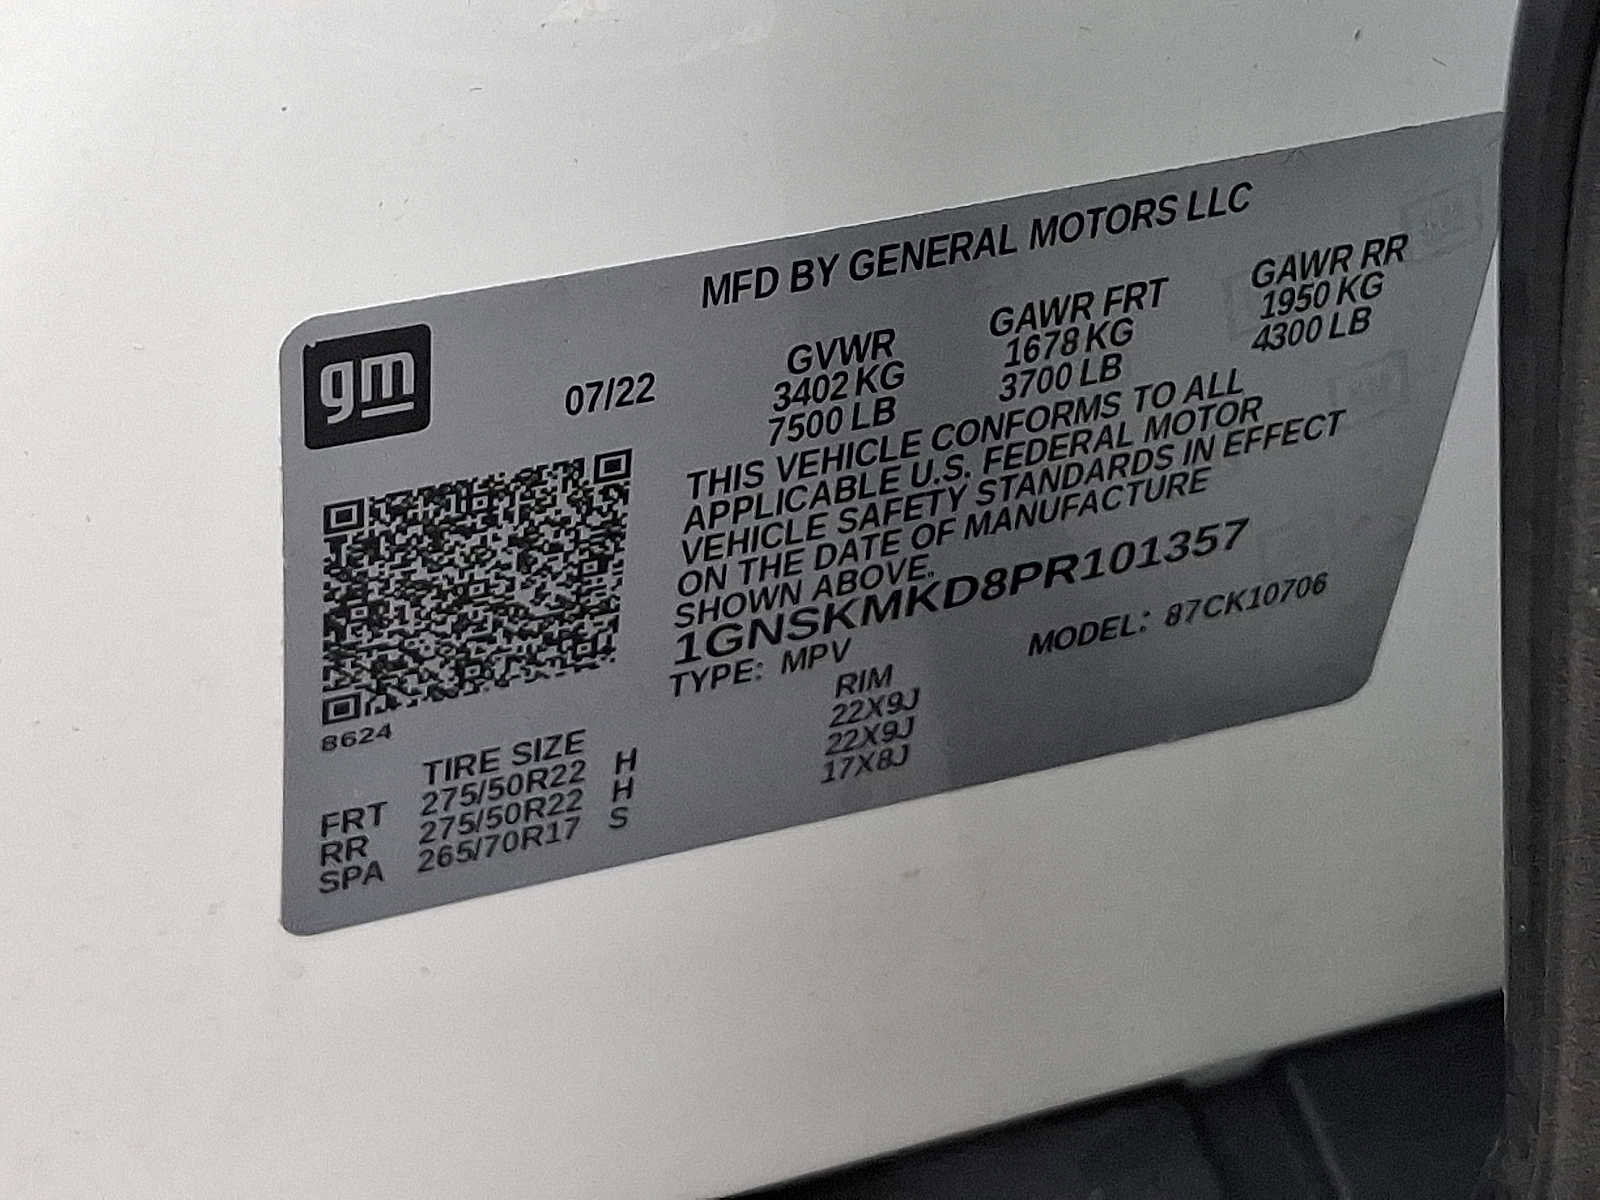 MFD BY GENERAL MOTORS LLC
gm
07/22
GVWR
3402 KG
7500 LB
GAWR FRT
1678 KG
3700 LB
GAWR RR
1950 KG
4300 LB
THIS VEHICLE CONFORMS TO ALL
APPLICABLE U.S. FEDERAL MOTOR
VEHICLE SAFETY STANDARDS IN EFFECT
ON THE DATE OF MANUFACTURE
SHOWN ABOVE.
1GNSKMKD8PR101357
TYPE: MPV
MODEL: 87CK10706
8624
TIRE SIZE RIM
FRT 275/50R22 H 22X9J
RR 275/50R22 H 22X9J
SPA 265/70R17 S 17X8J